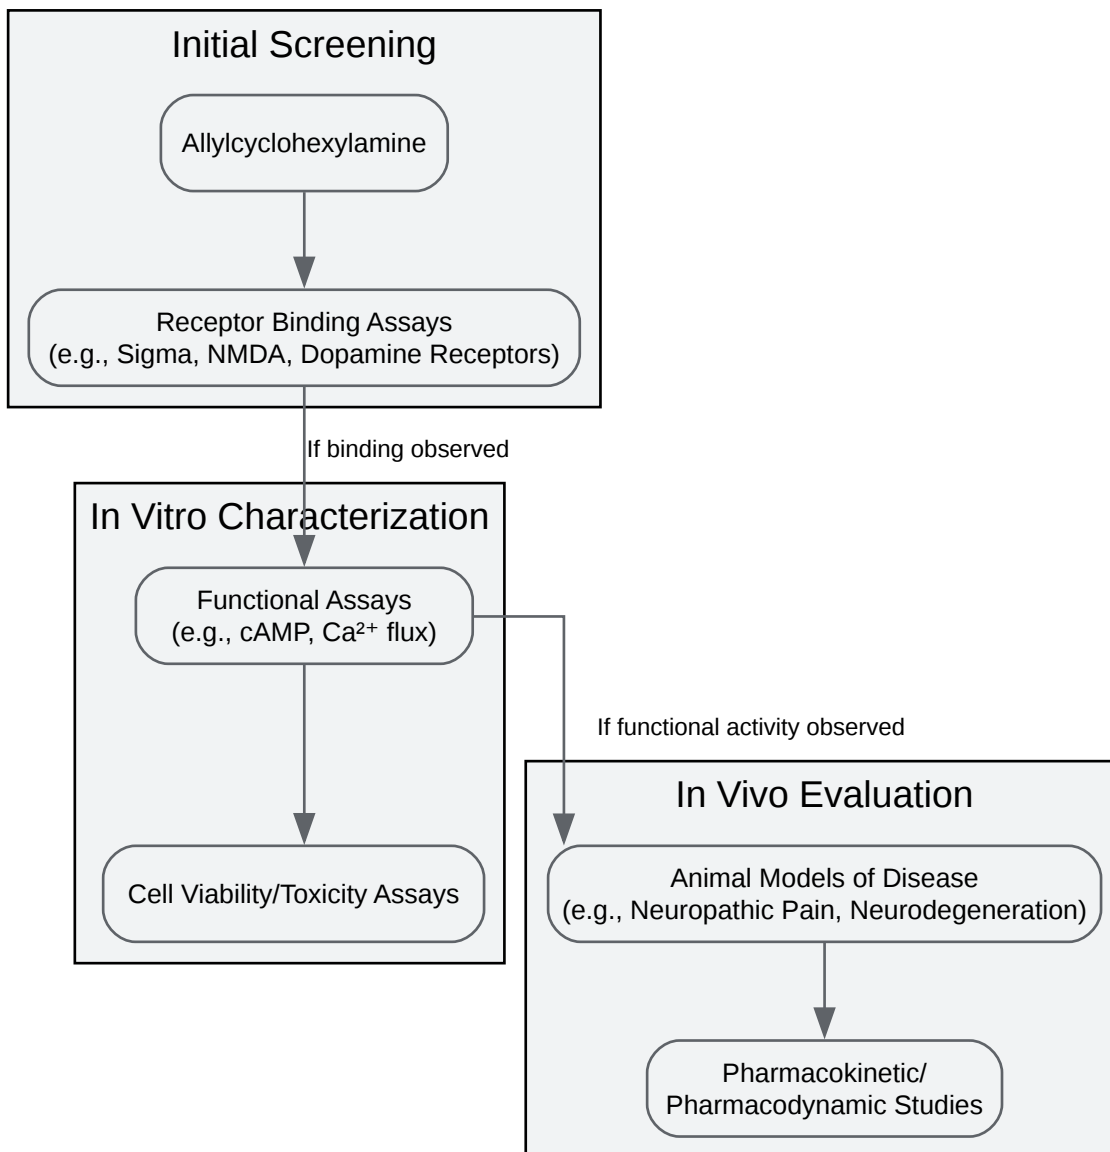 Initial Screening
Allylcyclohexylamine
Receptor Binding Assays
(e.g., Sigma, NMDA, Dopamine Receptors)
If binding observed
In Vitro Characterization
Functional Assays
(e.g., cAMP, Ca²⁺ flux)
If functional activity observed
In Vivo Evaluation
Cell Viability/Toxicity Assays
Animal Models of Disease
(e.g., Neuropathic Pain, Neurodegeneration)
Pharmacokinetic/
Pharmacodynamic Studies